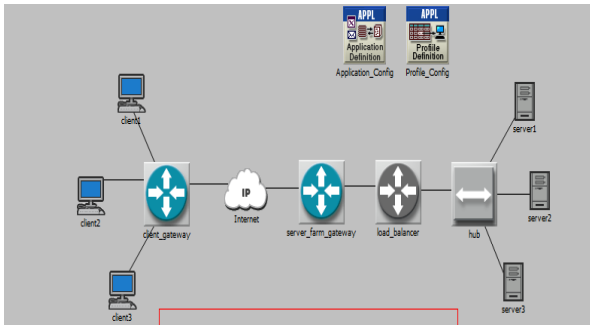 APPL
Application
Definition
Application_Config
APPL
Profile
Definition
Profile_Config
client1
server1
client2
client_gateway
IP
Internet
server_farm_gateway
load_balancer
hub
server2
client3
server3